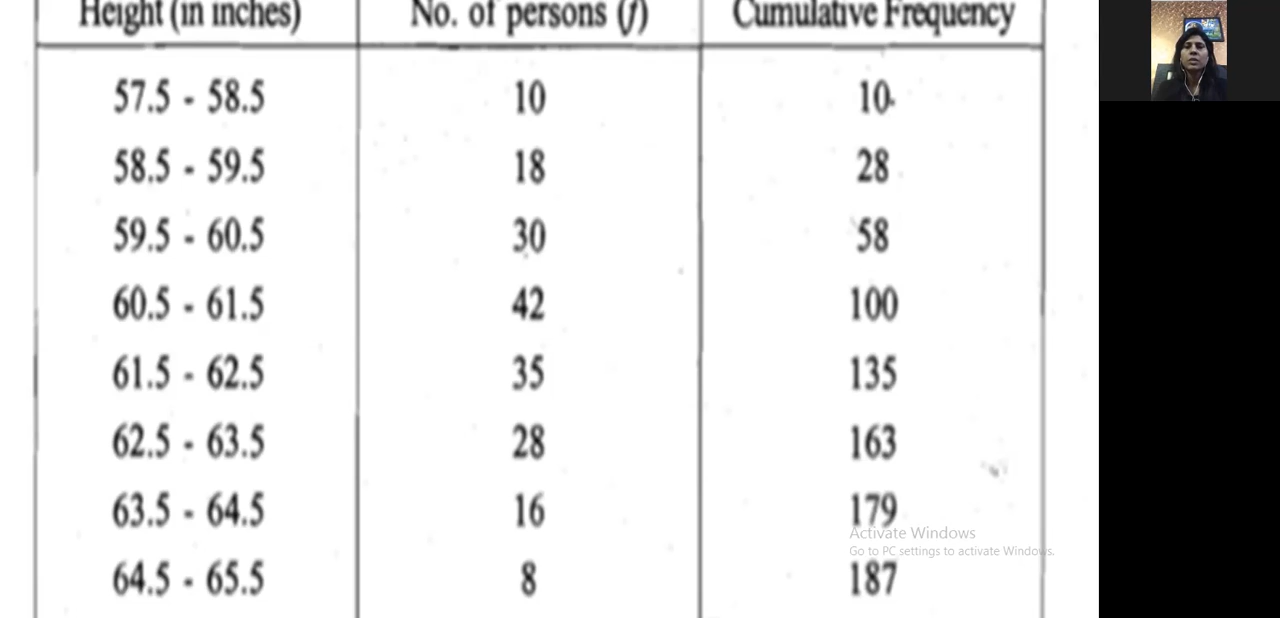 Height (in inches) No. of persons (f) Cumulative Frequency
57.5 - 58.5 10 10
58.5 - 59.5 18 28
59.5 - 60.5 30 58
60.5 - 61.5 42 100
61.5 - 62.5 35 135
62.5 - 63.5 28 163
63.5 - 64.5 16 179
Activate Windows
Go to PC settings to activate Windows.
64.5 - 65.5 8 187